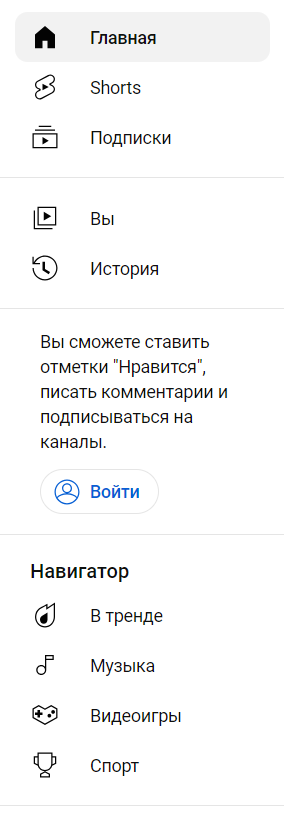 Главная
Shorts
Подписки
Вы
История
Вы сможете ставить
отметки "Нравится",
писать комментарии и
подписываться на
каналы.
Войти
Навигатор
В тренде
Музыка
Видеоигры
Спорт